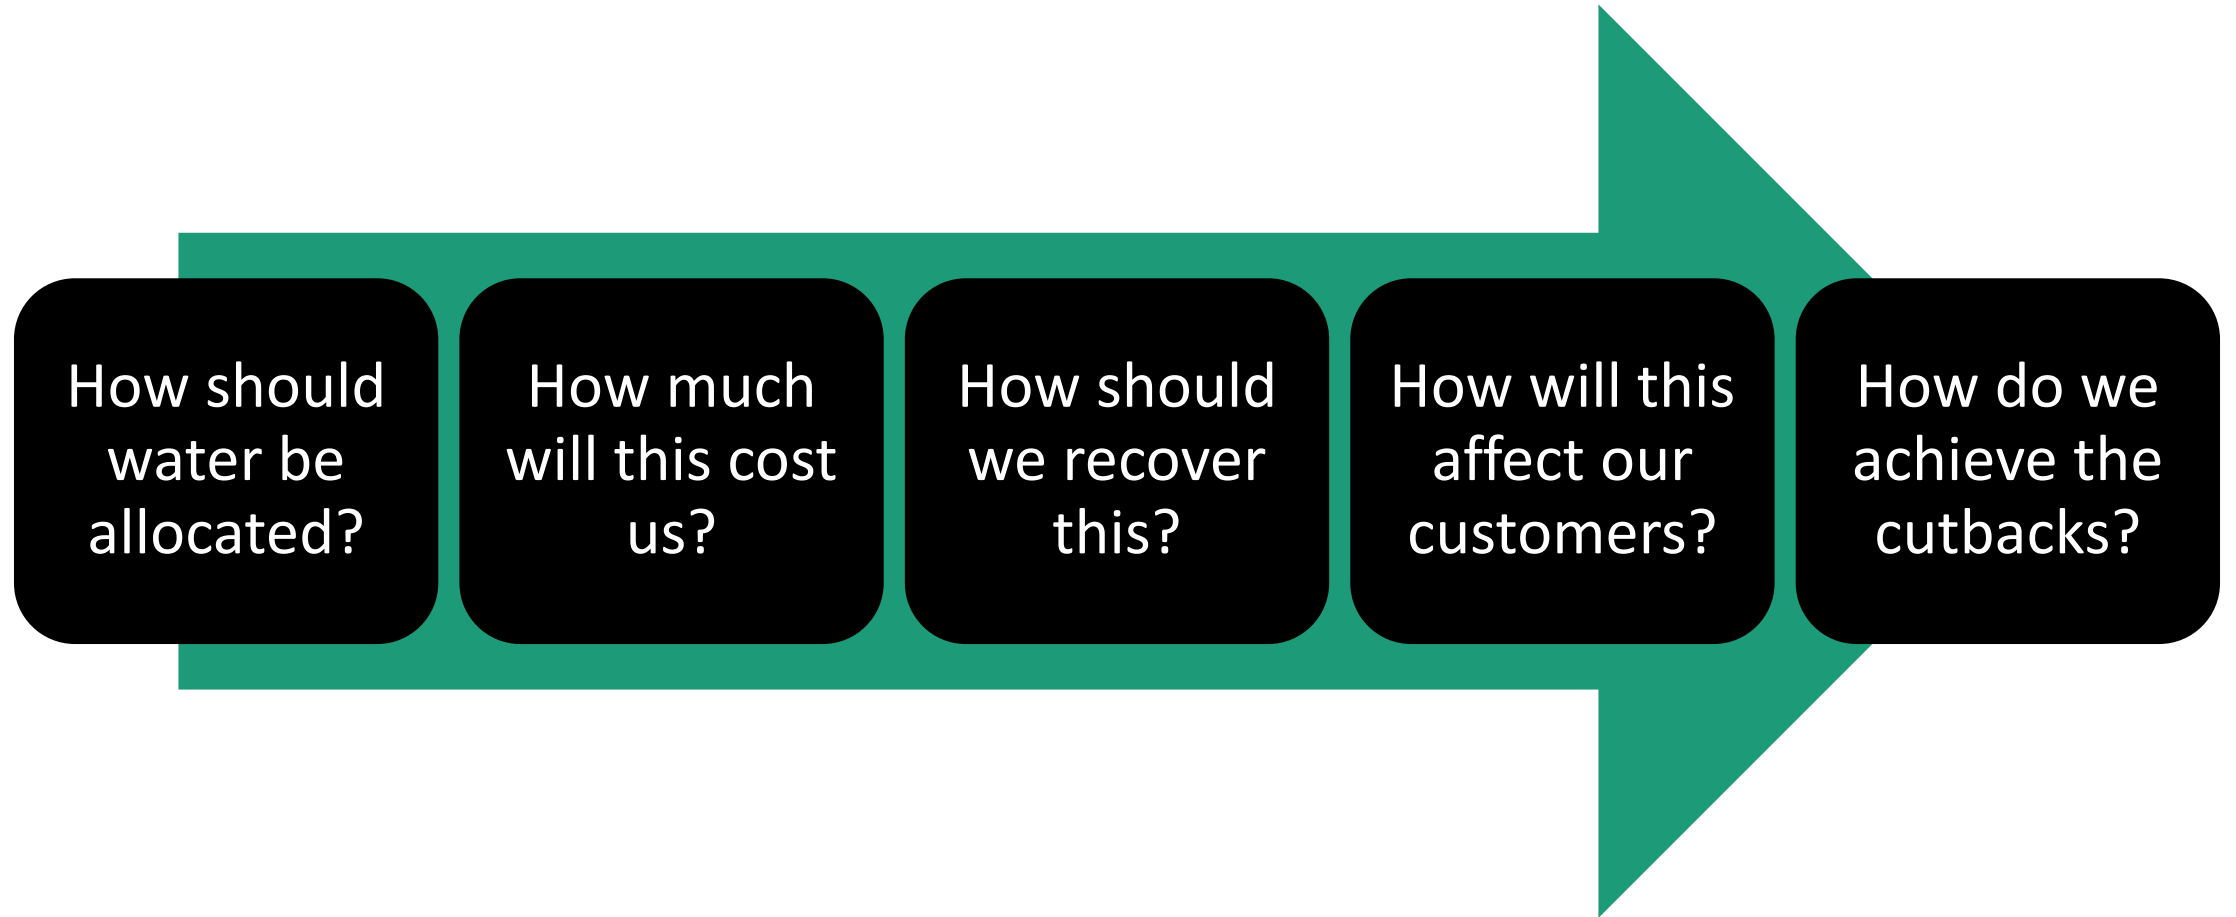 How should
water be
allocated?
How much
will this cost
us?
How should
we recover
this?
How will this
affect our
customers?
How do we
achieve the
cutbacks?